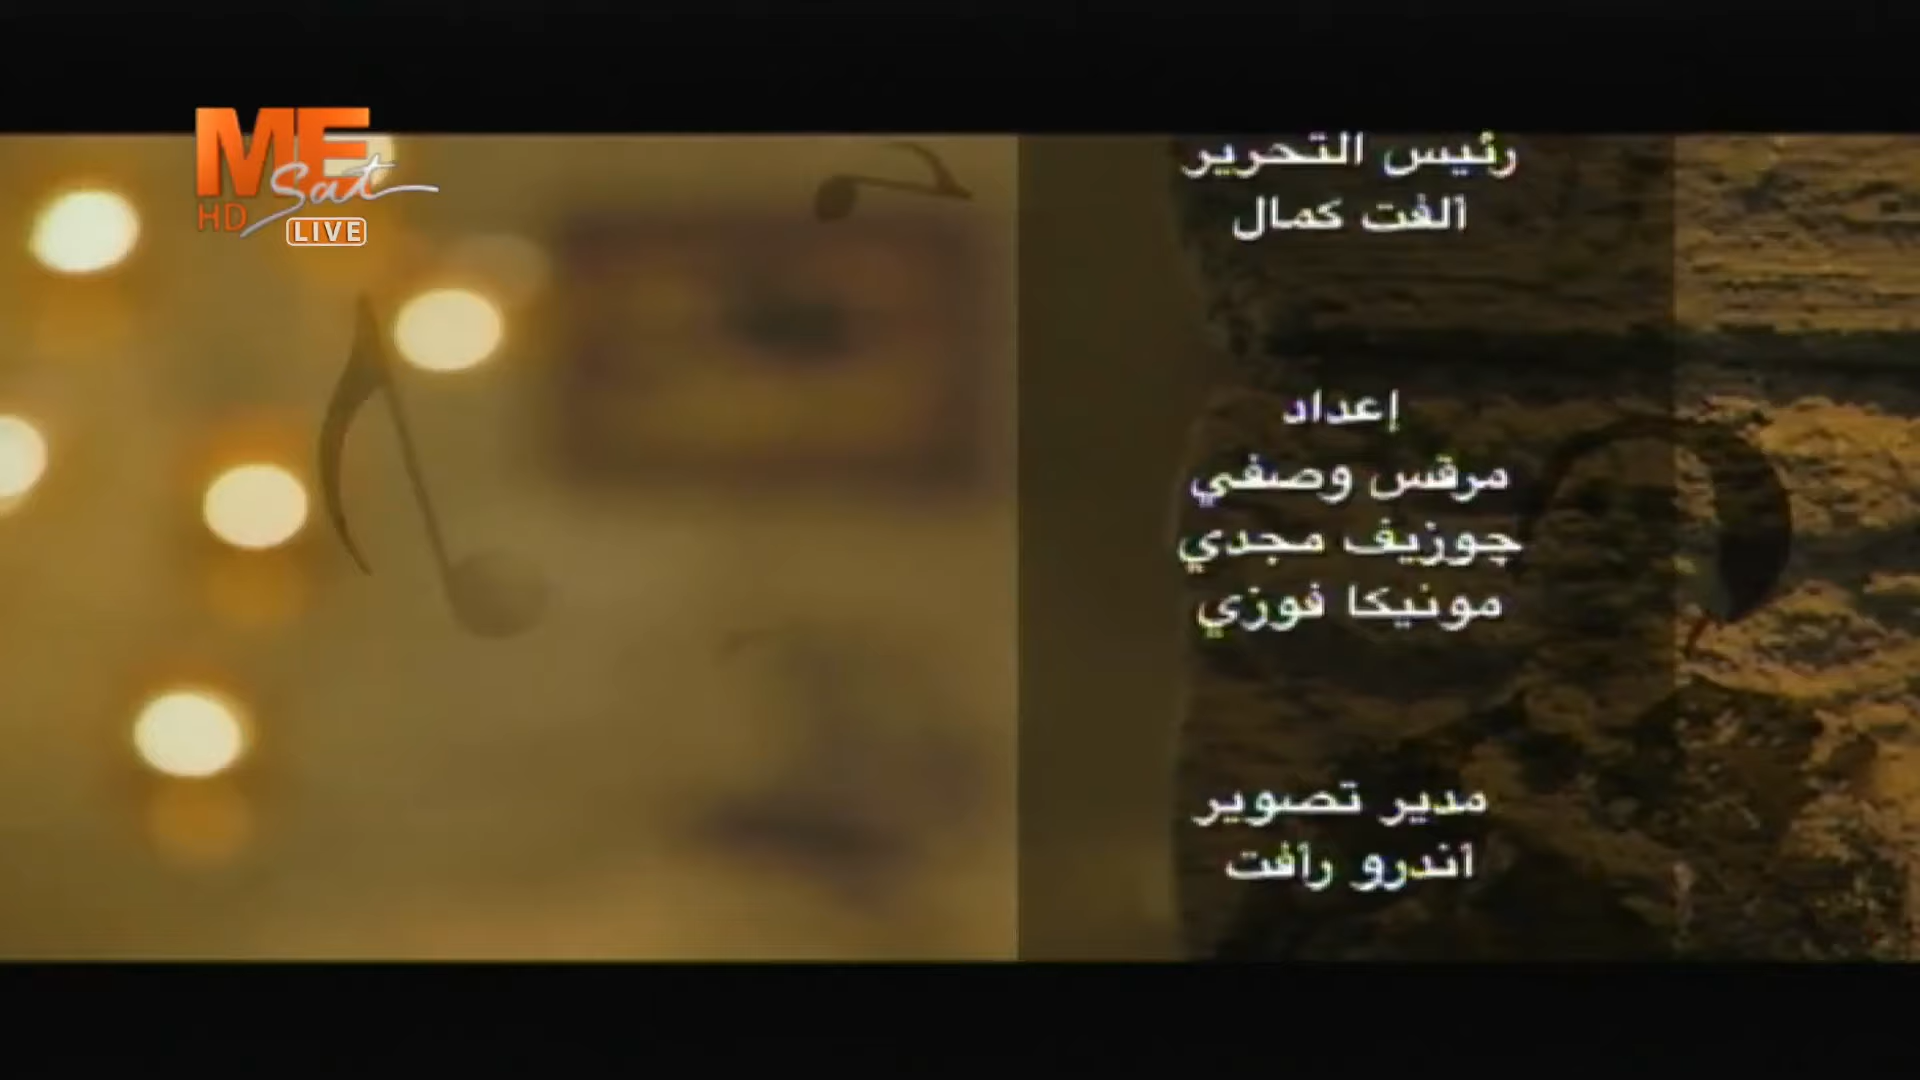 ME
Sat
HD
LIVE
رئيس التحرير
ألفت كمال
إعداد
مرقس وصفي
چوزيف مجدي
مونيكا فوزي
مدير تصوير
أندرو رأفت